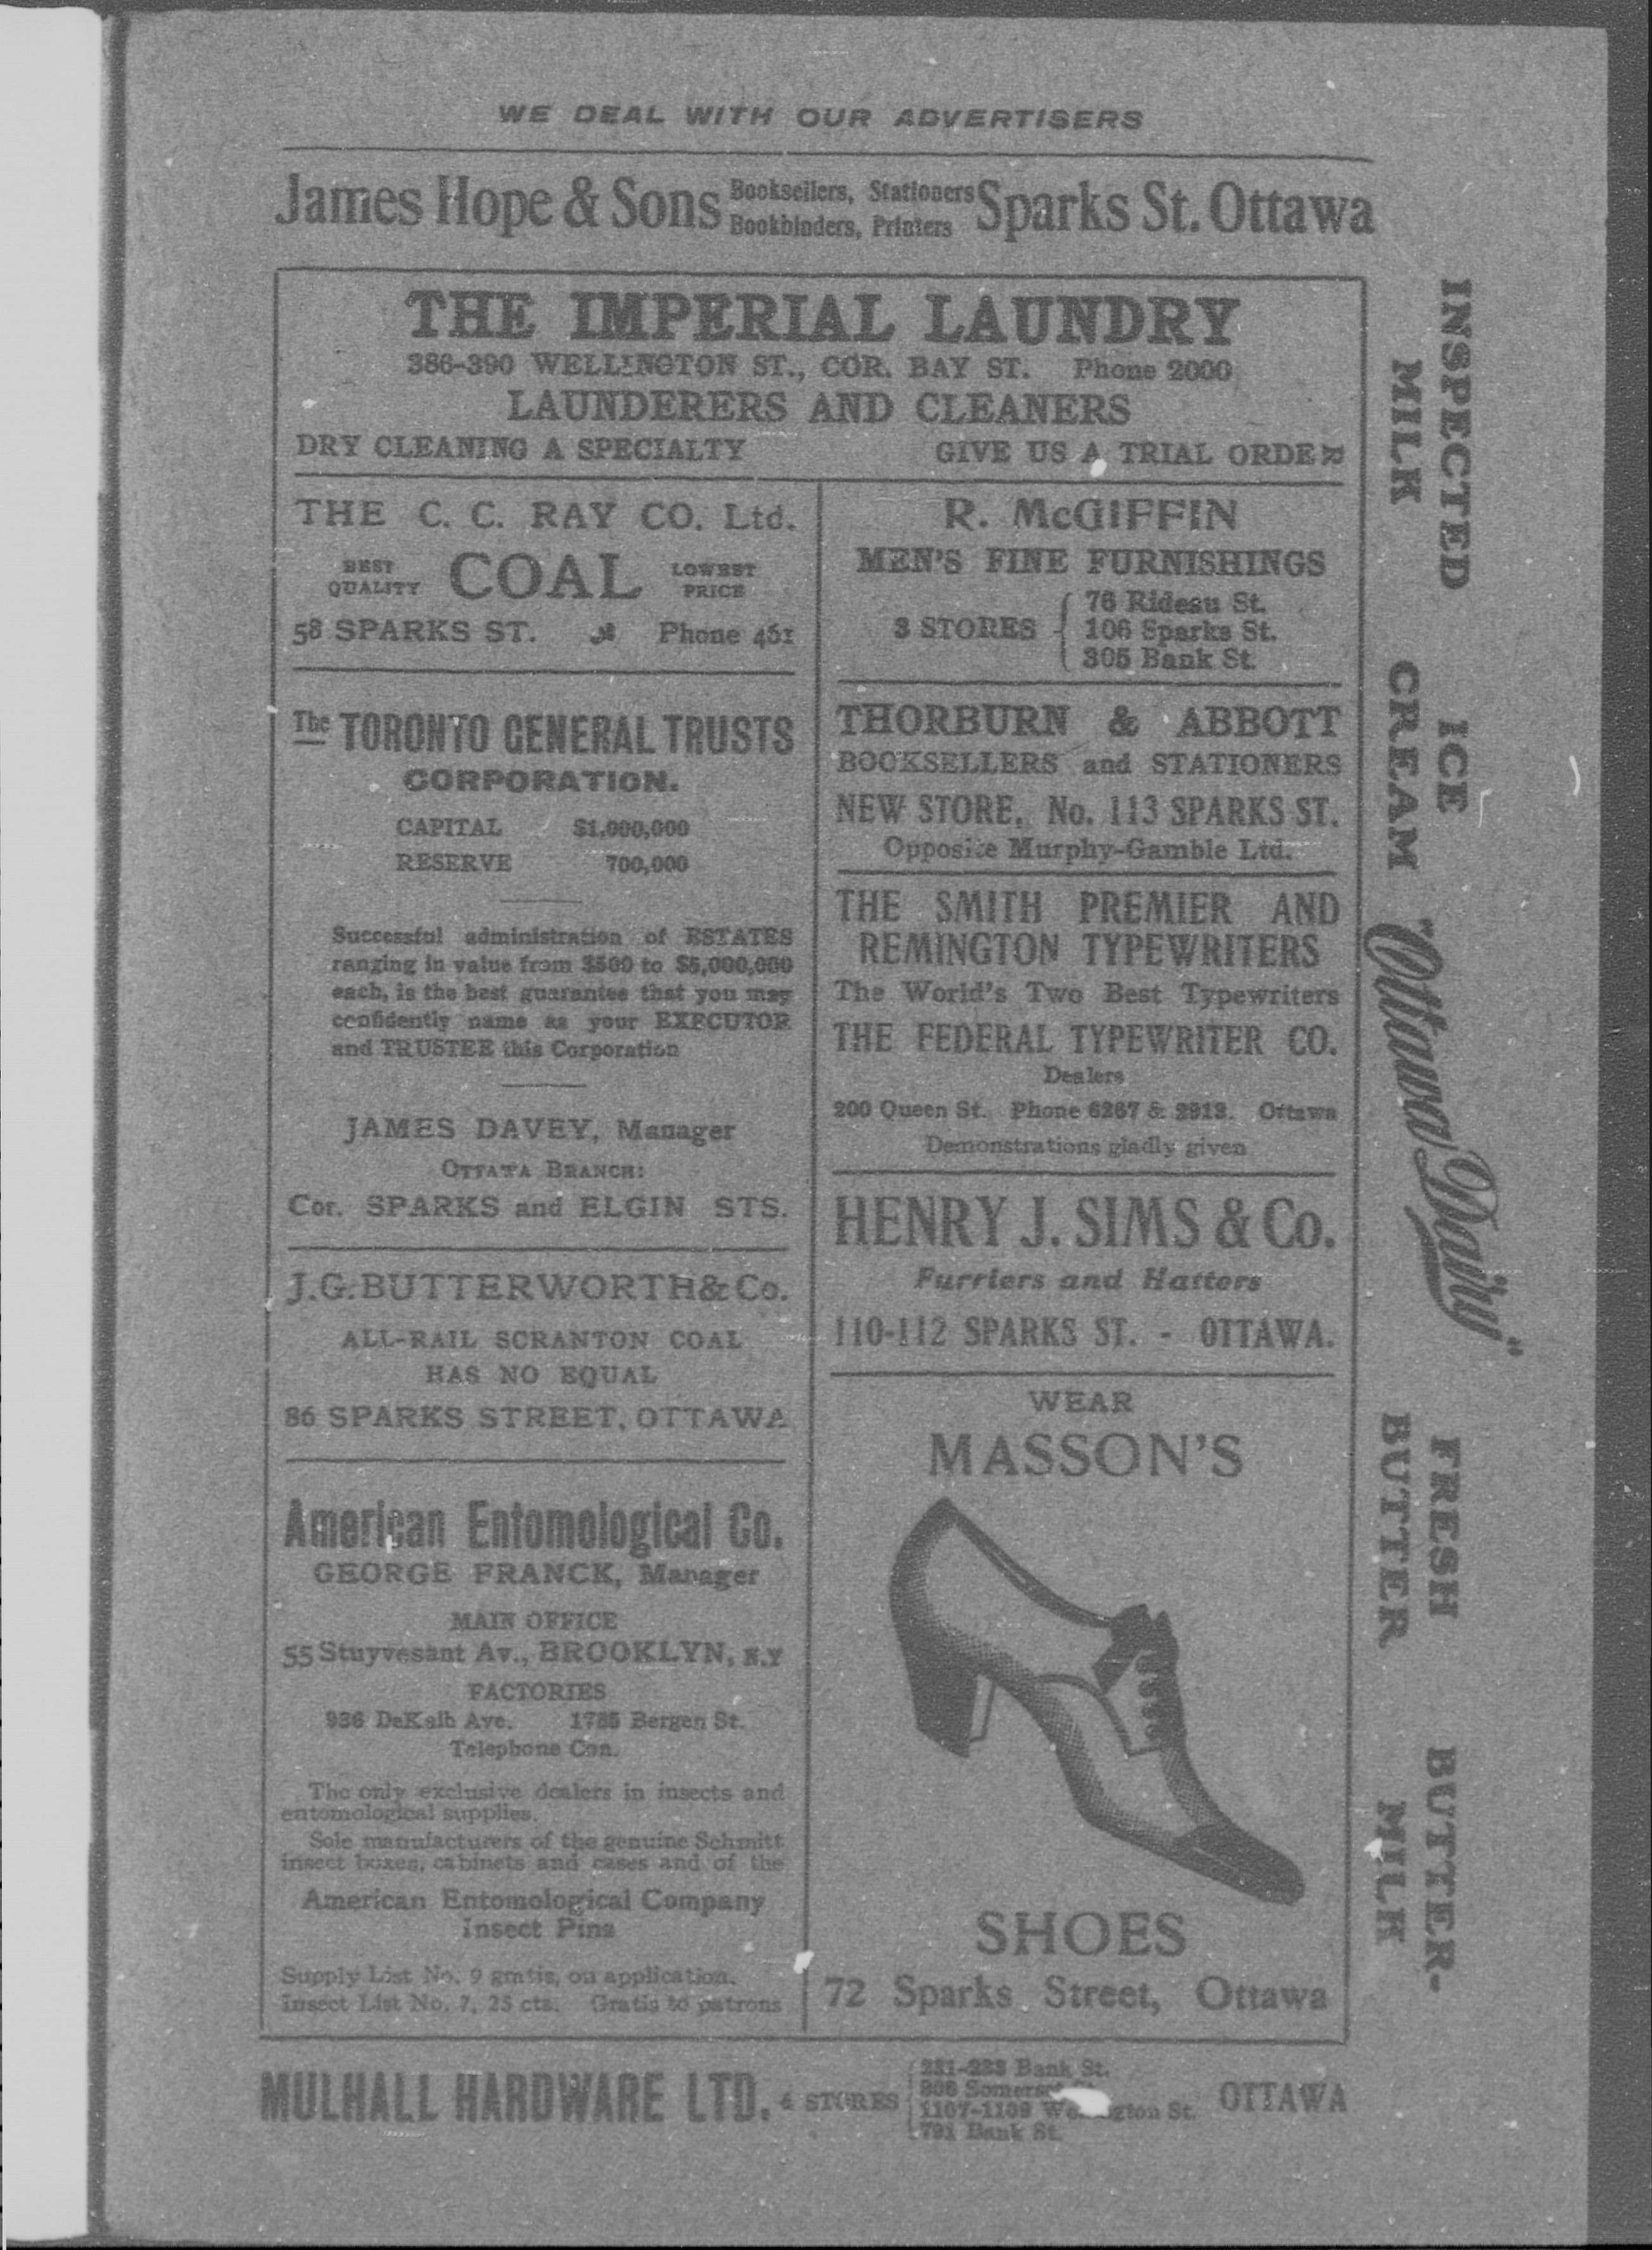 WE DEAL WITH OUR ADVERTISERS
James Hope & Sons Booksellers, Stationers Bookbinders, Printers Sparks St. Ottawa
THE IMPERIAL LAUNDRY
386-390 WELLINGTON ST., COR. BAY ST. Phone 2000
LAUNDERERS AND CLEANERS
DRY CLEANING A SPECIALTY GIVE US A TRIAL ORDER
THE C. C. RAY CO. Ltd.
BEST QUALITY COAL LOWEST PRICE
58 SPARKS ST. Phone 461
The TORONTO GENERAL TRUSTS
CORPORATION.
CAPITAL $1,000,000
RESERVE 700,000
Successful administration of ESTATES
ranging in value from $500 to $5,000,000
each, is the best guarantee that you may
confidently name as your EXECUTOR
and TRUSTEE this Corporation
JAMES DAVEY, Manager
OTTAWA BRANCH:
Cor. SPARKS and ELGIN STS.
J.G. BUTTERWORTH & Co.
ALL-RAIL SCRANTON COAL
HAS NO EQUAL
86 SPARKS STREET, OTTAWA
American Entomological Co.
GEORGE FRANCK, Manager
MAIN OFFICE
55 Stuyvesant Av., BROOKLYN, N.Y
FACTORIES
936 DeKalb Ave. 1785 Bergen St.
Telephone Con.
The only exclusive dealers in insects and
entomological supplies.
Sole manufacturers of the genuine Schmitt
insect boxes, cabinets and cases and of the
American Entomological Company
Insect Pins
Supply List No. 9 gratis, on application.
Insect List No. 7, 25 cts. Gratis to patrons
R. McGIFFIN
MEN'S FINE FURNISHINGS
76 Rideau St.
3 STORES 106 Sparks St.
305 Bank St.
THORBURN & ABBOTT
BOOKSELLERS and STATIONERS
NEW STORE, No. 113 SPARKS ST.
Opposite Murphy-Gamble Ltd.
THE SMITH PREMIER AND
REMINGTON TYPEWRITERS
The World's Two Best Typewriters
THE FEDERAL TYPEWRITER CO.
Dealers
200 Queen St. Phone 6267 & 2913. Ottawa
Demonstrations gladly given
HENRY J. SIMS & Co.
Furriers and Hatters
110-112 SPARKS ST. - OTTAWA.
WEAR
MASSON'S
SHOES
72 Sparks Street, Ottawa
INSPECTED
MILK
ICE
CREAM
"Ottawa Dairy"
FRESH
BUTTER
BUTTER-
MILK
MULHALL HARDWARE LTD. 4 STORES OTTAWA
231-233 Bank St.
1107-1109 St.
791 Bank St.